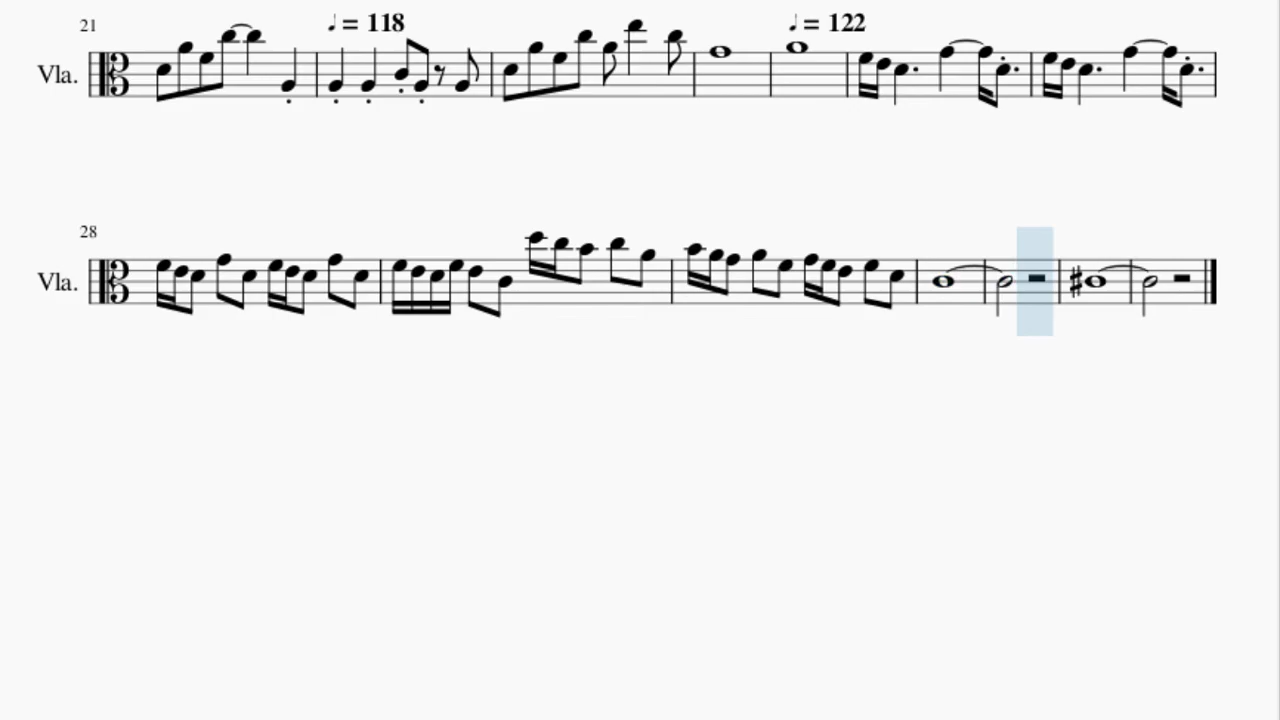 21 ♩ = 118 ♩ = 122
Vla.
28
Vla.